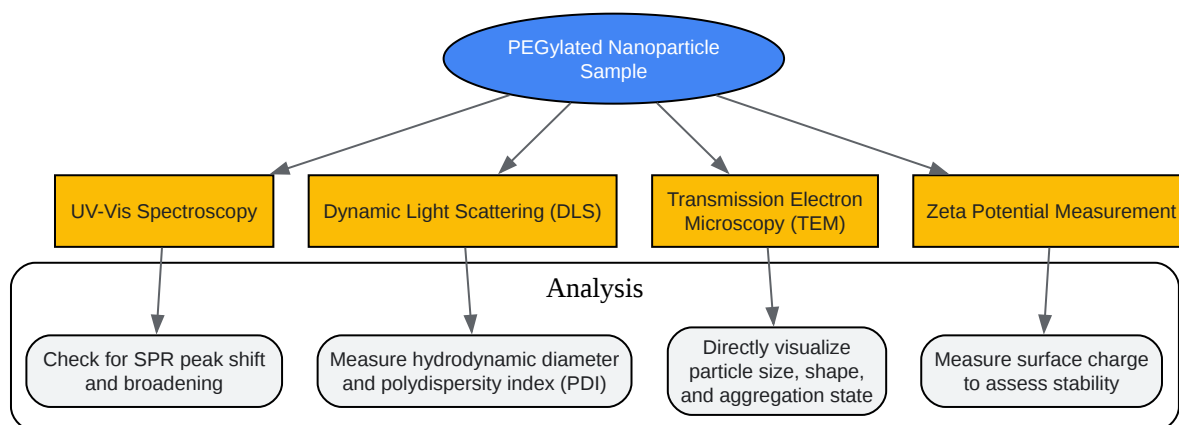 PEGylated Nanoparticle
Sample
UV-Vis Spectroscopy
Dynamic Light Scattering (DLS)
Transmission Electron
Microscopy (TEM)
Zeta Potential Measurement
Analysis
Check for SPR peak shift
and broadening
Measure hydrodynamic diameter
and polydispersity index (PDI)
Directly visualize
particle size, shape,
and aggregation state
Measure surface charge
to assess stability